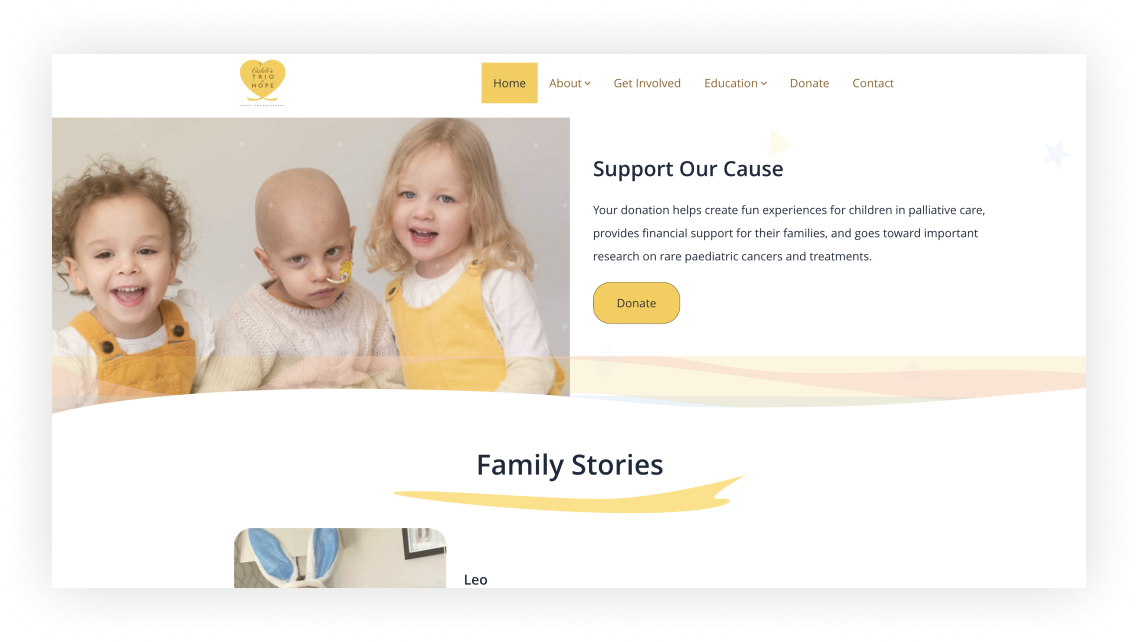 Caleb's
TRIO
of
HOPE
Home
About
Get Involved
Education
Donate
Contact
Support Our Cause
Your donation helps create fun experiences for children in palliative care,
provides financial support for their families, and goes toward important
research on rare paediatric cancers and treatments.
Donate
Family Stories
Leo